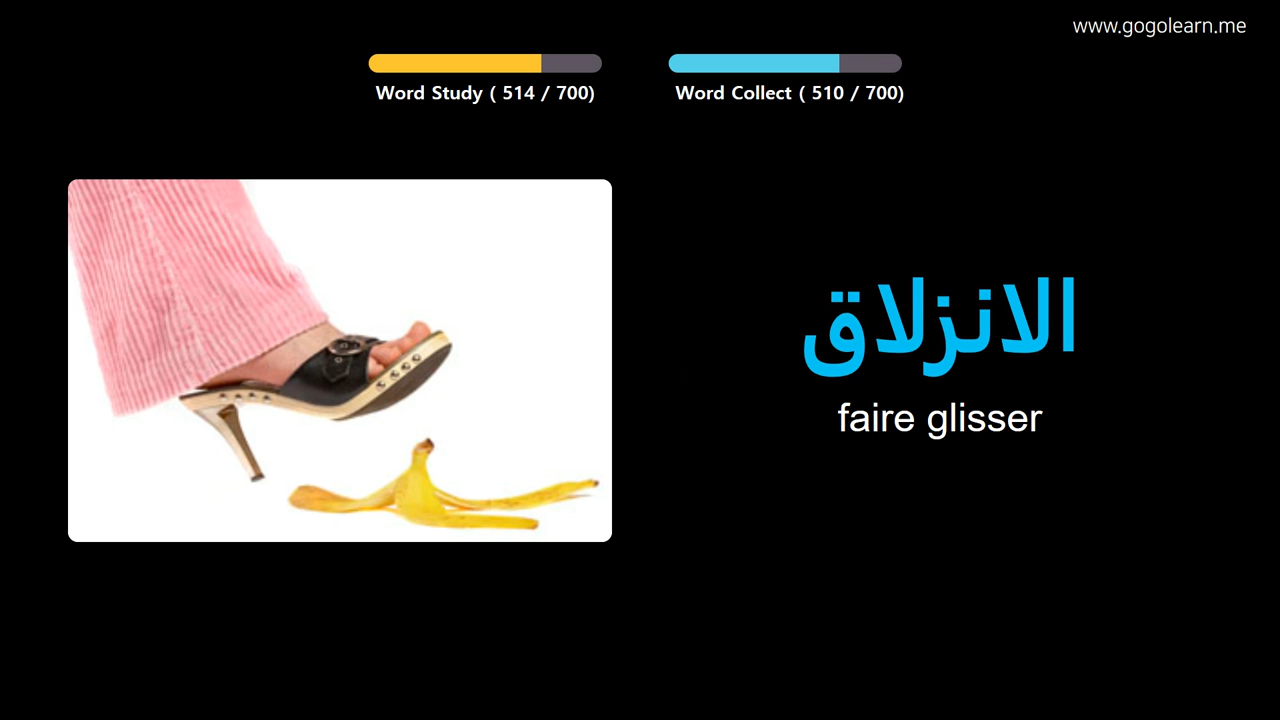 www.gogolearn.me
Word Study ( 514 / 700)
Word Collect ( 510 / 700)
الانزلاق
faire glisser